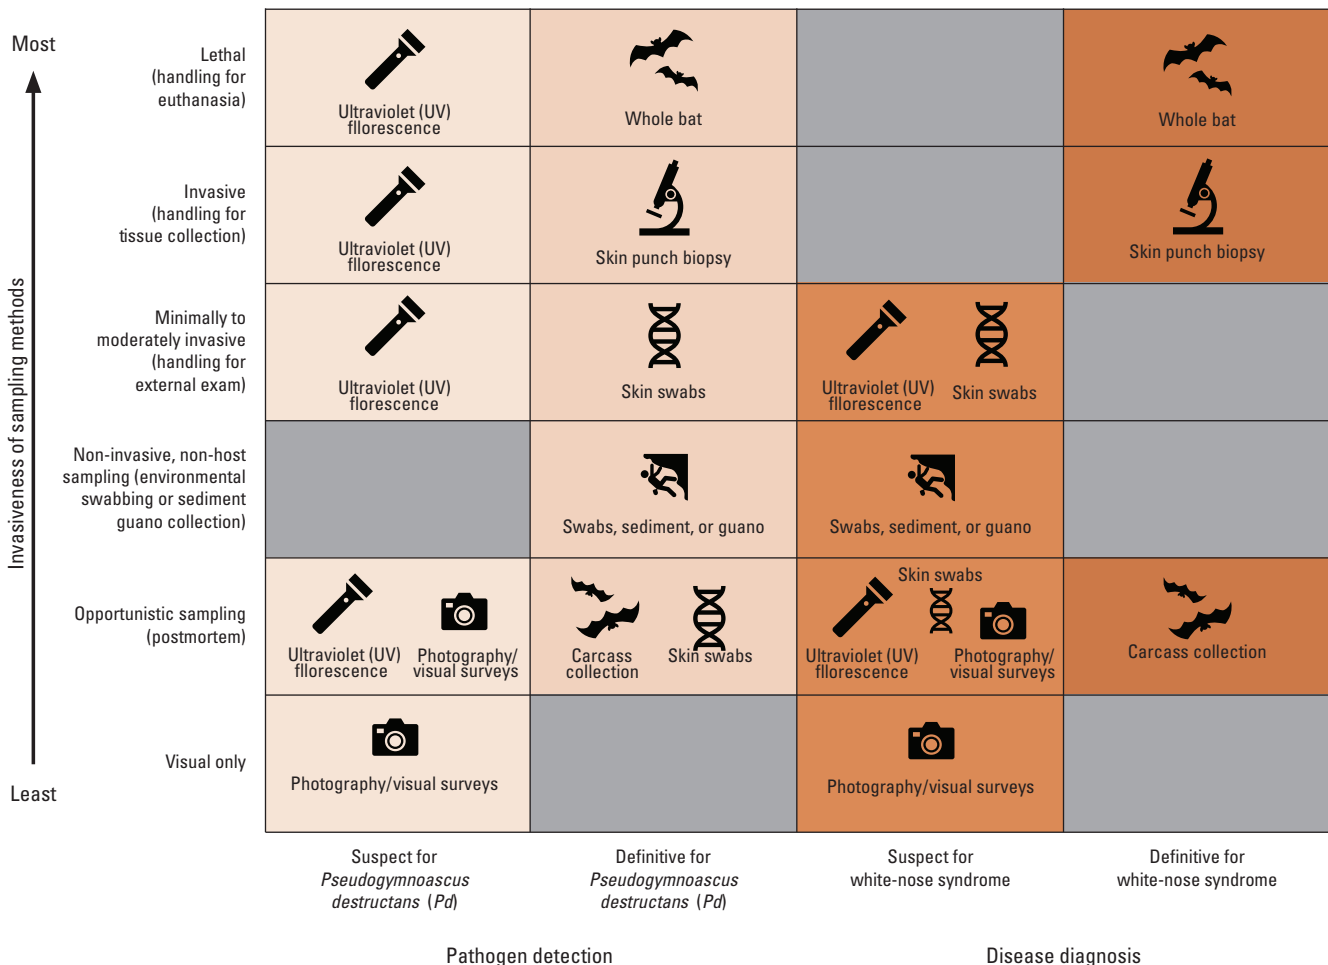 Most
Invasiveness of sampling methods
Least
Lethal
(handling for
euthanasia)
Ultraviolet (UV)
fllorescence
Whole bat
Whole bat
Invasive
(handling for
tissue collection)
Ultraviolet (UV)
fllorescence
Skin punch biopsy
Skin punch biopsy
Minimally to
moderately invasive
(handling for
external exam)
Ultraviolet (UV)
florescence
Skin swabs
Ultraviolet (UV)
fllorescence
Skin swabs
Non-invasive, non-host
sampling (environmental
swabbing or sediment
guano collection)
Swabs, sediment, or guano
Swabs, sediment, or guano
Opportunistic sampling
(postmortem)
Ultraviolet (UV)
fllorescence
Photography/
visual surveys
Carcass
collection
Skin swabs
Skin swabs
Ultraviolet (UV)
fllorescence
Photography/
visual surveys
Carcass collection
Visual only
Photography/visual surveys
Photography/visual surveys
Suspect for
Pseudogymnoascus
destructans (Pd)
Definitive for
Pseudogymnoascus
destructans (Pd)
Suspect for
white-nose syndrome
Definitive for
white-nose syndrome
Pathogen detection
Disease diagnosis